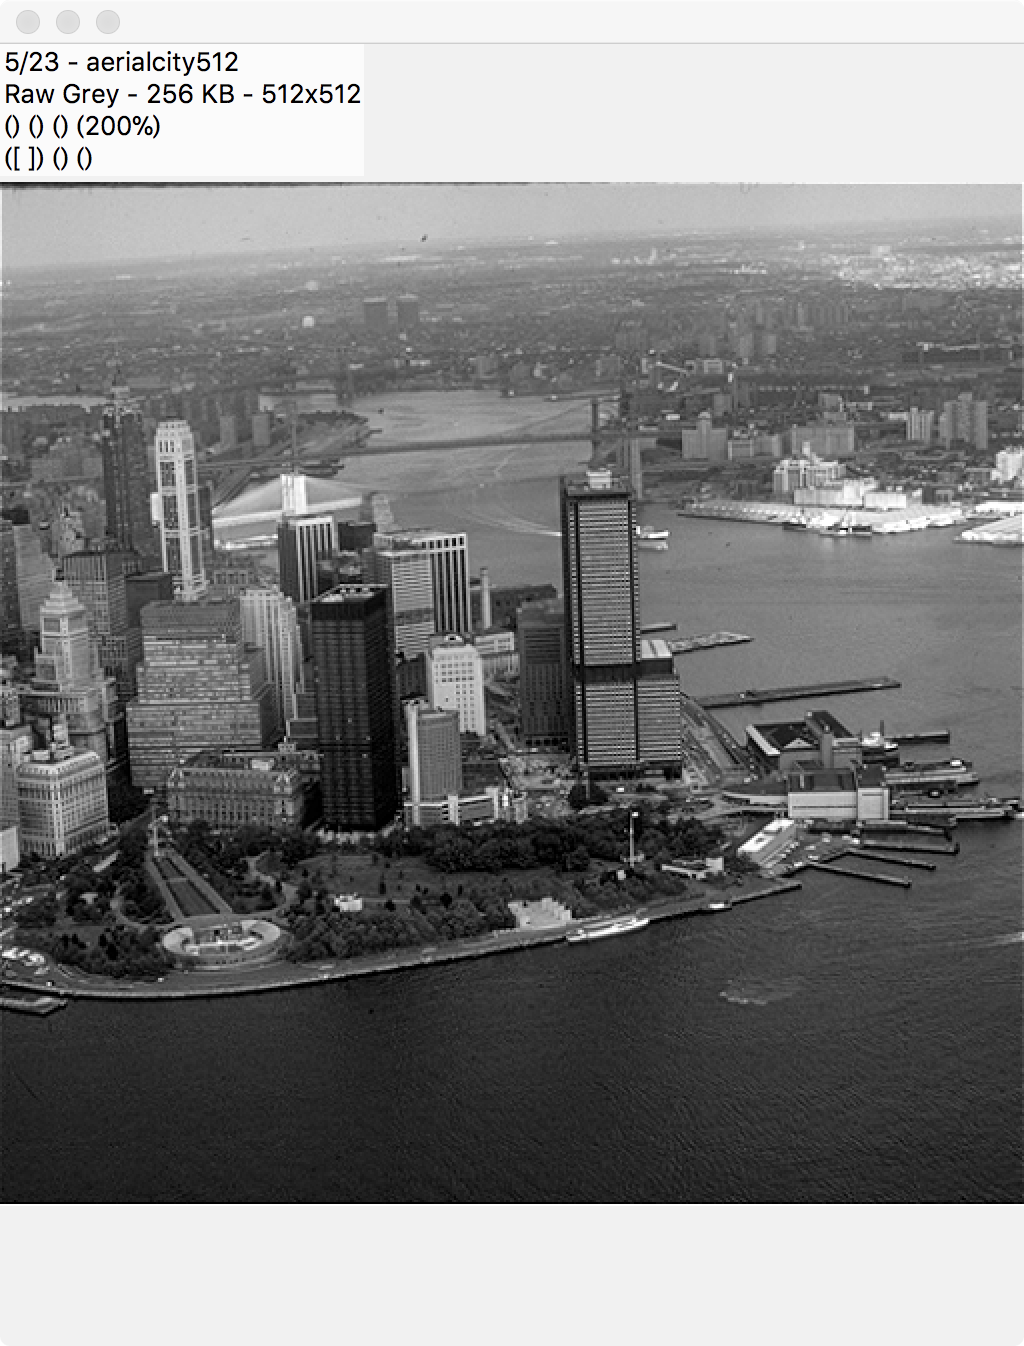 5/23 - aerialcity512
Raw Grey - 256 KB - 512x512
() () () (200%)
([ ]) () ()